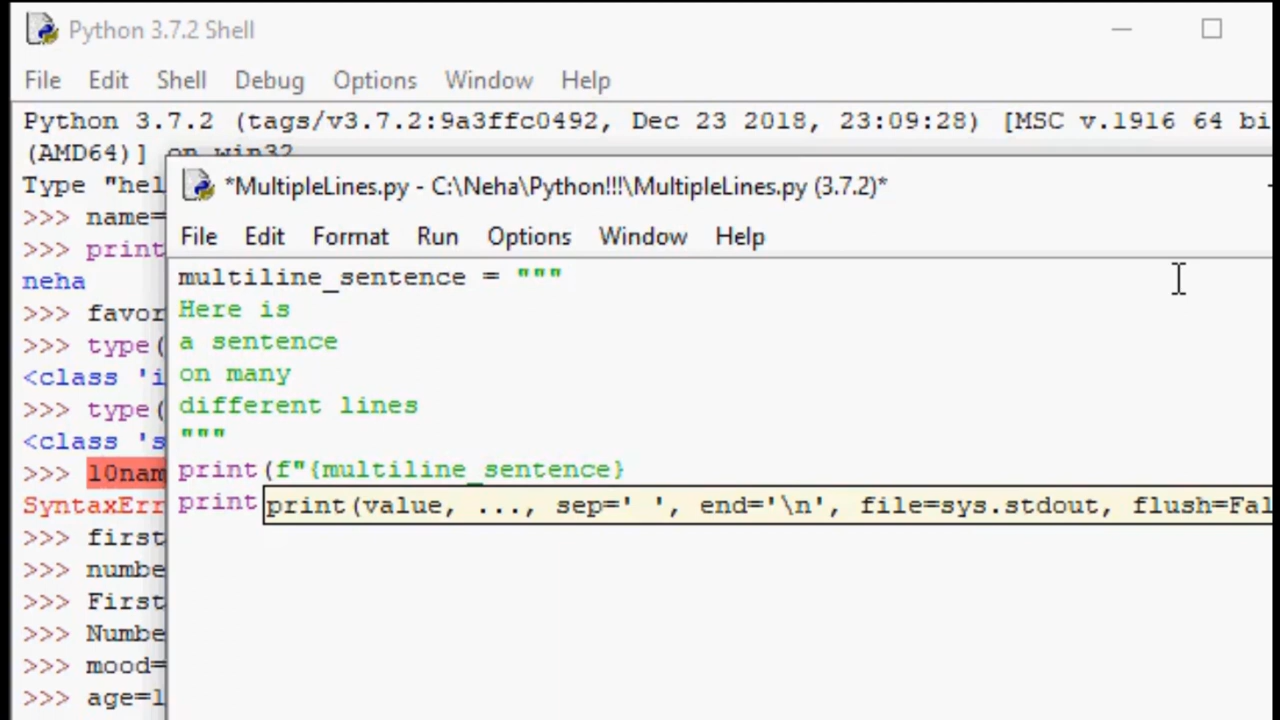 Python 3.7.2 Shell
File Edit Shell Debug Options Window Help
Python 3.7.2 (tags/v3.7.2:9a3ffc0492, Dec 23 2018, 23:09:28) [MSC v.1916 64 bi
(AMD64)] on win32
Type "hel
>>> name=
>>> print
neha
>>> favor
>>> type(
<class 'i
>>> type(
<class 's
>>> 10nam
SyntaxErr
>>> first
>>> numbe
>>> First
>>> Numbe
>>> mood=
>>> age=1
*MultipleLines.py - C:\Neha\Python!!!\MultipleLines.py (3.7.2)*
File Edit Format Run Options Window Help
multiline_sentence = """
Here is
a sentence
on many
different lines
"""
print(f"{multiline_sentence}
print
print(value, ..., sep=' ', end='\n', file=sys.stdout, flush=Fal